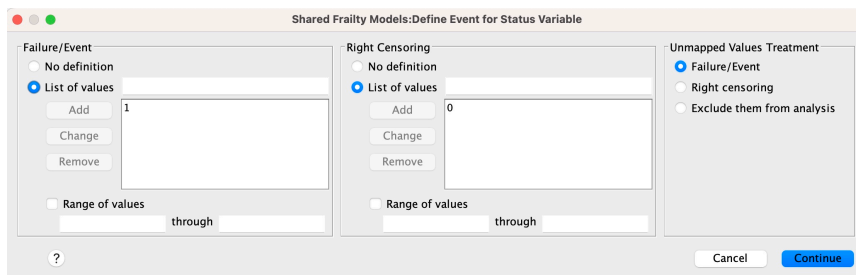 Shared Frailty Models:Define Event for Status Variable
Failure/Event
No definition
List of values
Add
1
Change
Remove
Range of values
through
Right Censoring
No definition
List of values
Add
0
Change
Remove
Range of values
through
Unmapped Values Treatment
Failure/Event
Right censoring
Exclude them from analysis
?
Cancel
Continue